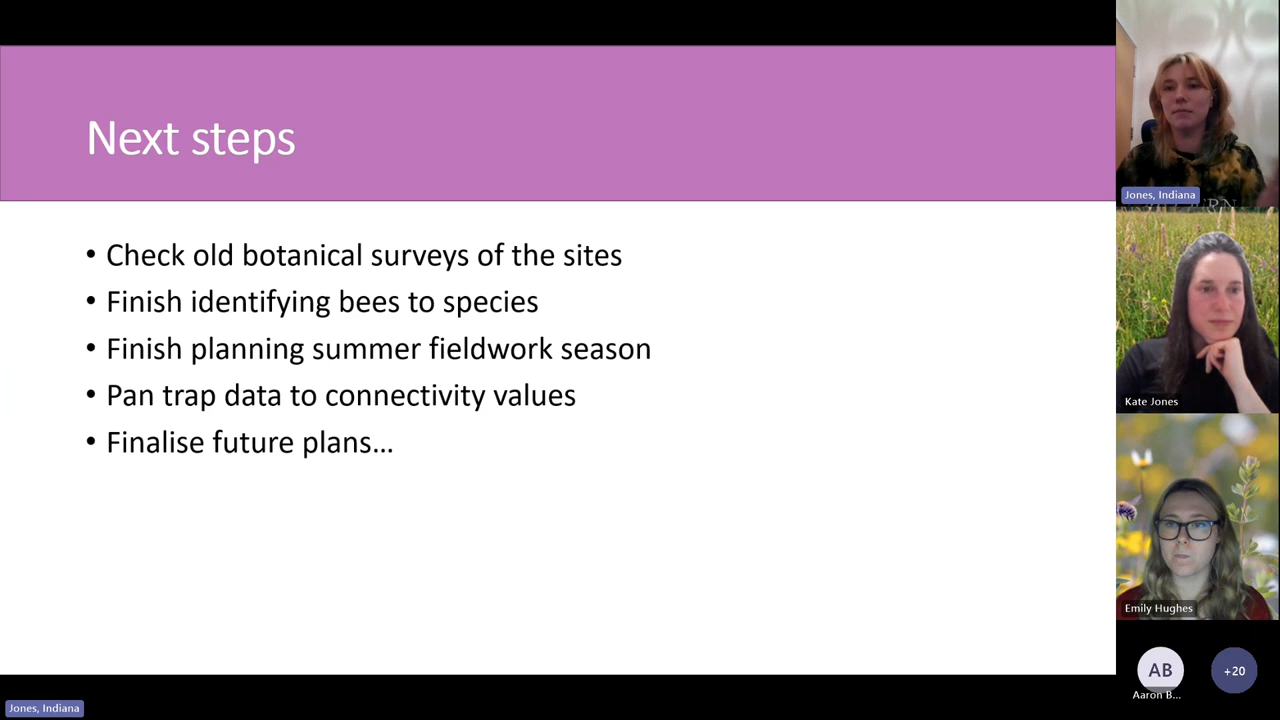 Next steps
• Check old botanical surveys of the sites
• Finish identifying bees to species
• Finish planning summer fieldwork season
• Pan trap data to connectivity values
• Finalise future plans...
Jones, Indiana
Kate Jones
Emily Hughes
AB
+20
Aaron B...
Jones, Indiana